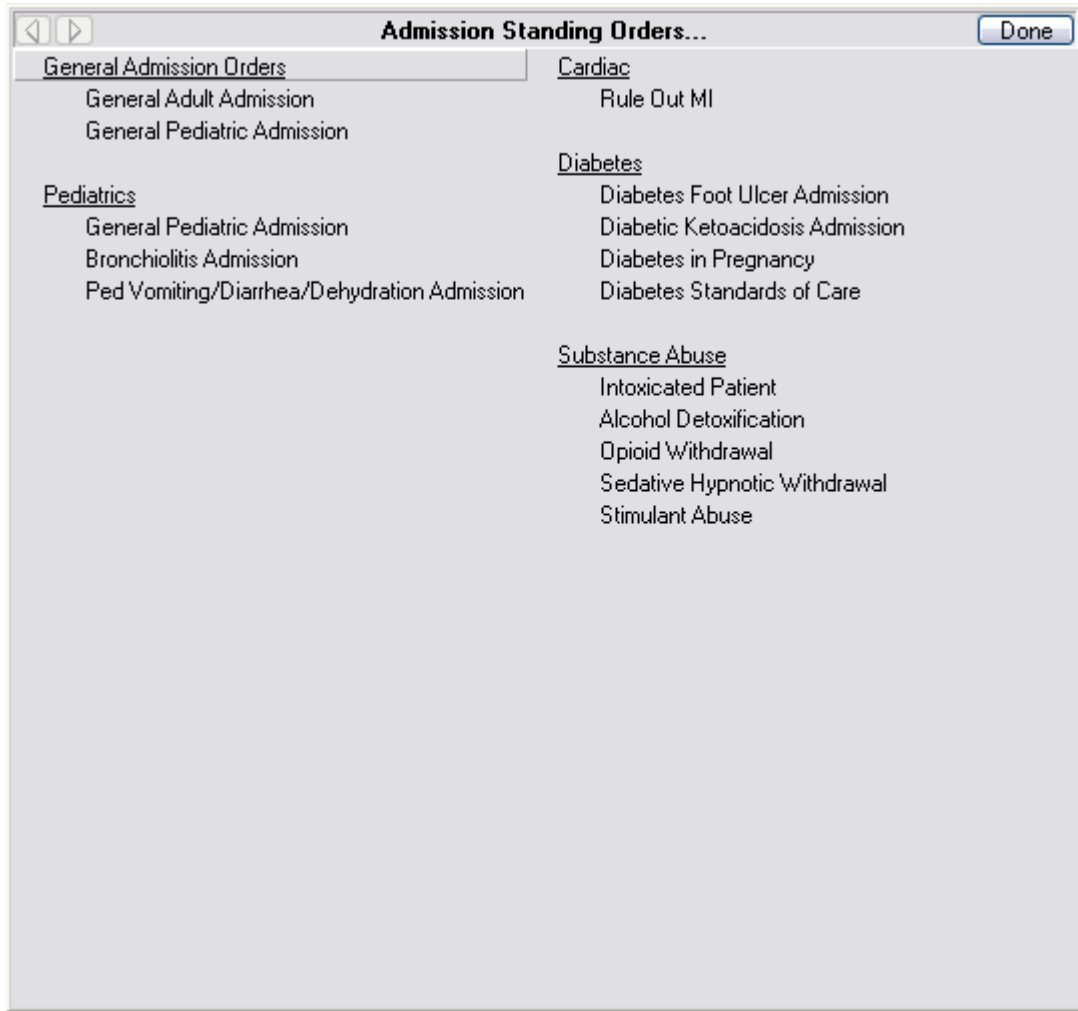 Admission Standing Orders...
Done
General Admission Orders
General Adult Admission
General Pediatric Admission
Pediatrics
General Pediatric Admission
Bronchiolitis Admission
Ped Vomiting/Diarrhea/Dehydration Admission
Cardiac
Rule Out MI
Diabetes
Diabetes Foot Ulcer Admission
Diabetic Ketoacidosis Admission
Diabetes in Pregnancy
Diabetes Standards of Care
Substance Abuse
Intoxicated Patient
Alcohol Detoxification
Opioid Withdrawal
Sedative Hypnotic Withdrawal
Stimulant Abuse